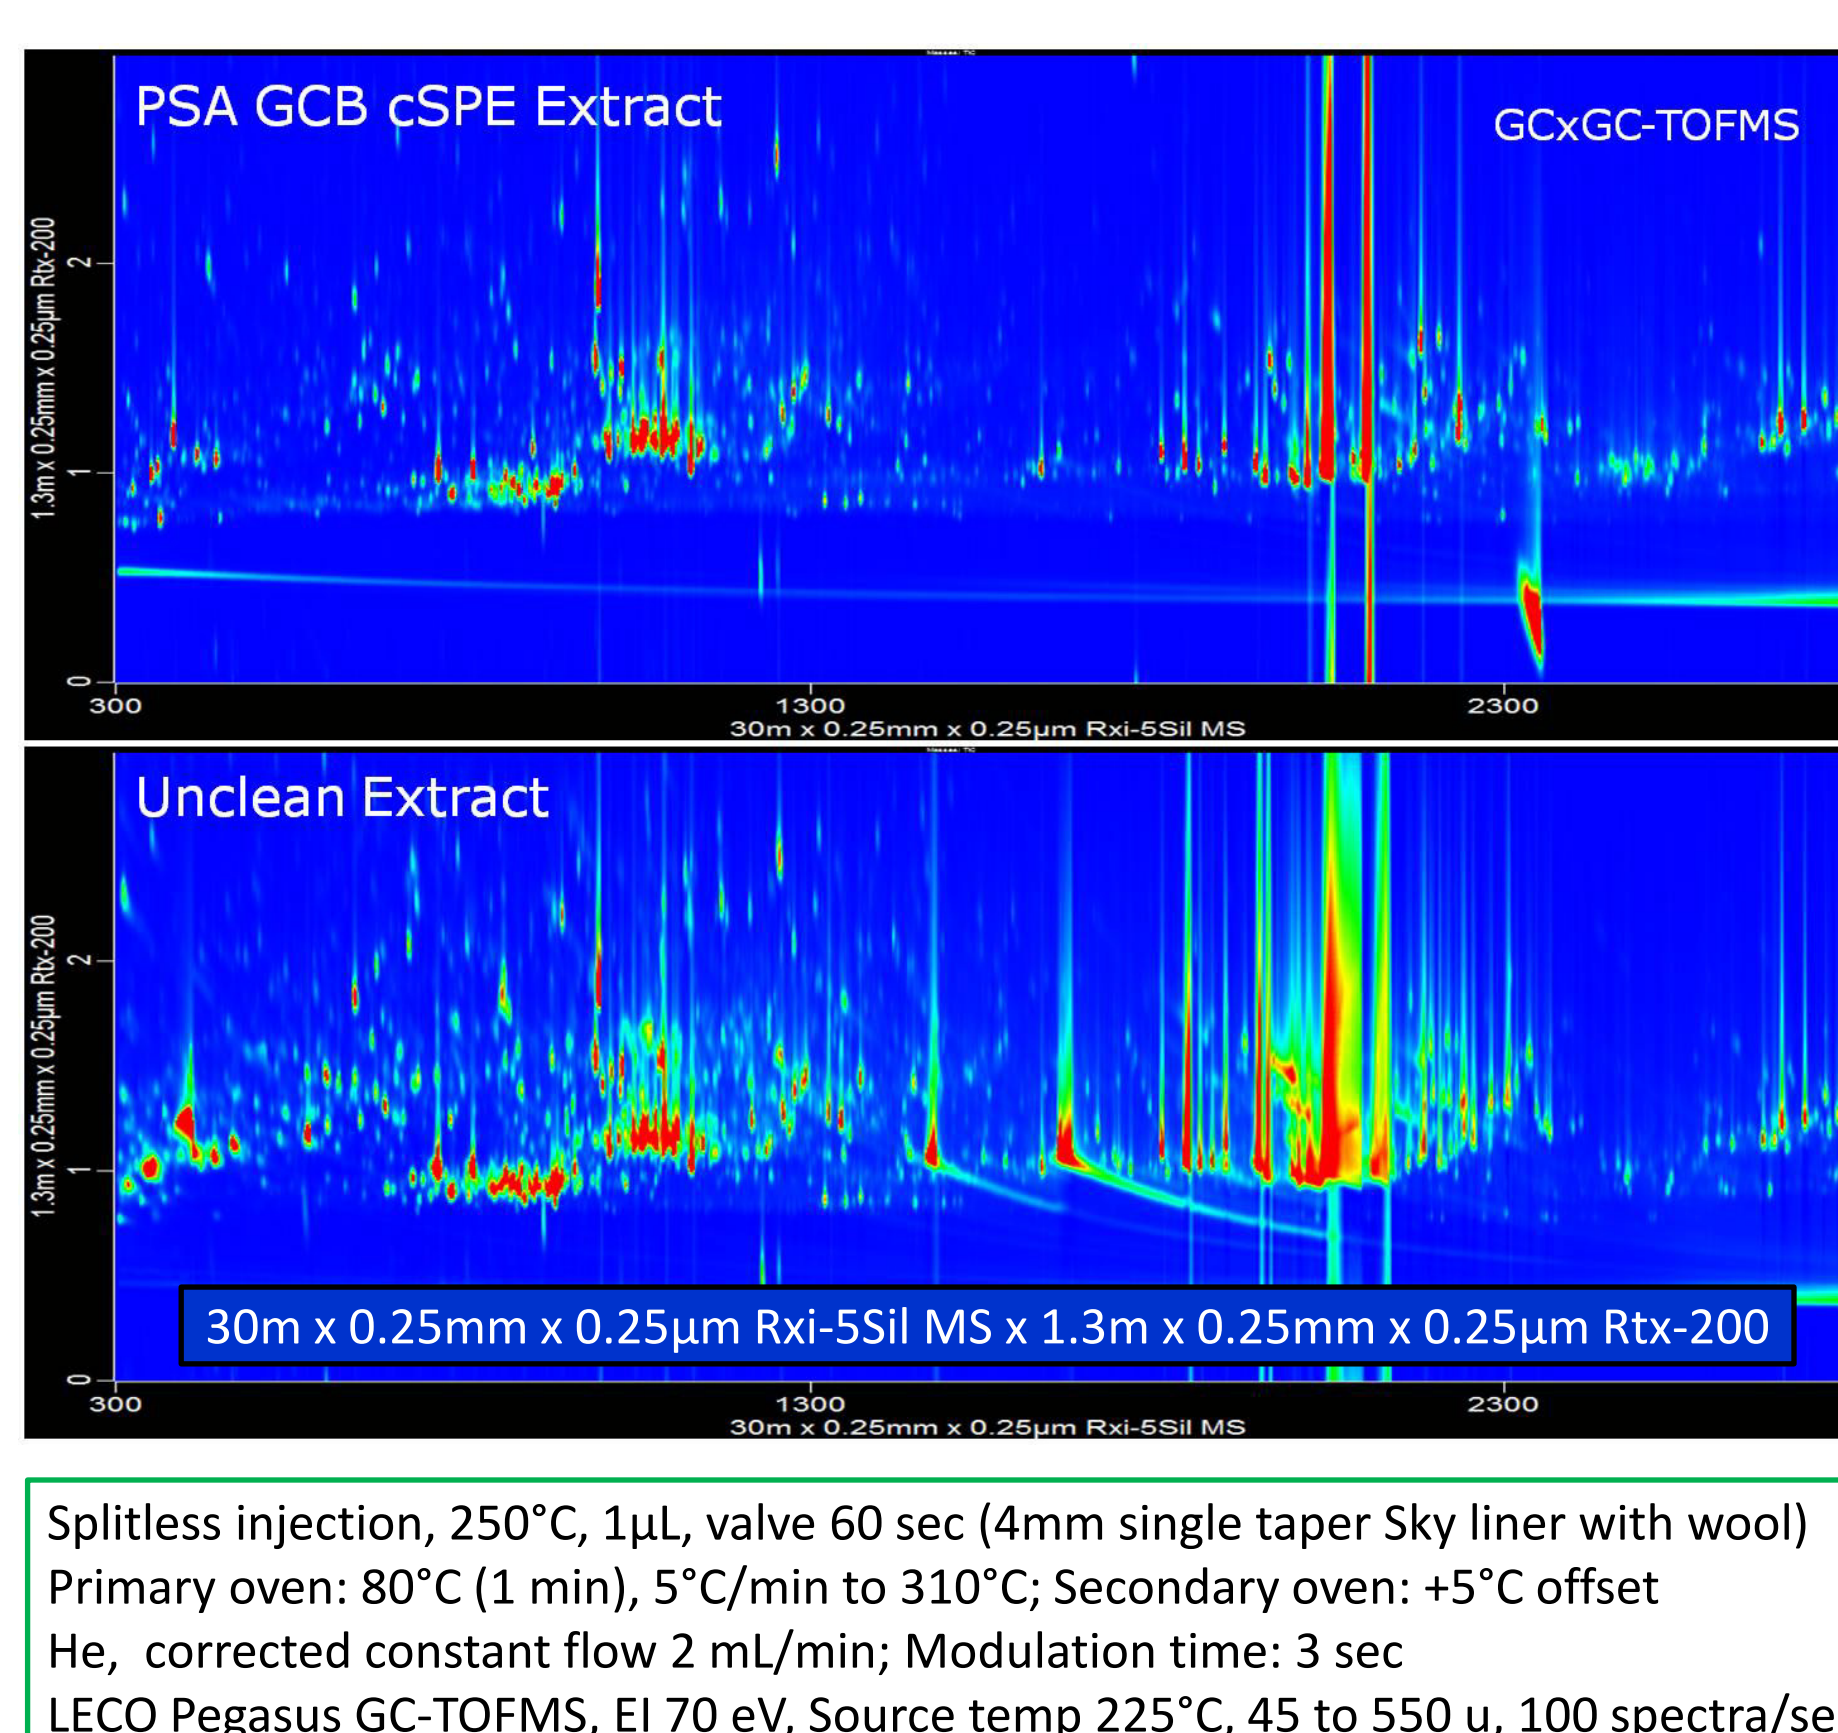 PSA GCB cSPE Extract
GCxGC-TOFMS
1.3m x 0.25mm x 0.25µm Rtx-200
2
1
0
300 1300 2300
30m x 0.25mm x 0.25µm Rxi-5Sil MS
Unclean Extract
1.3m x 0.25mm x 0.25µm Rtx-200
2
1
0
30m x 0.25mm x 0.25µm Rxi-5Sil MS x 1.3m x 0.25mm x 0.25µm Rtx-200
300 1300 2300
30m x 0.25mm x 0.25µm Rxi-5Sil MS
Splitless injection, 250°C, 1µL, valve 60 sec (4mm single taper Sky liner with wool)
Primary oven: 80°C (1 min), 5°C/min to 310°C; Secondary oven: +5°C offset
He, corrected constant flow 2 mL/min; Modulation time: 3 sec
LECO Pegasus GC-TOFMS, EI 70 eV, Source temp 225°C, 45 to 550 u, 100 spectra/se